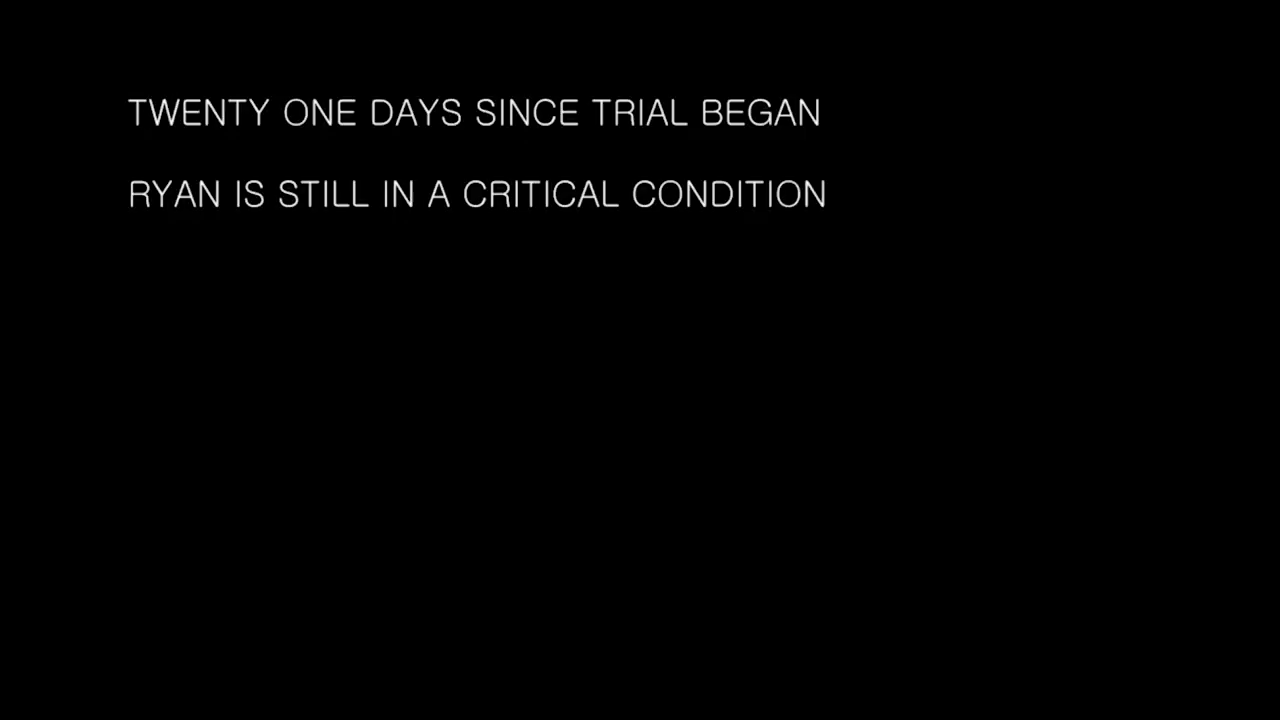 TWENTY ONE DAYS SINCE TRIAL BEGAN
RYAN IS STILL IN A CRITICAL CONDITION